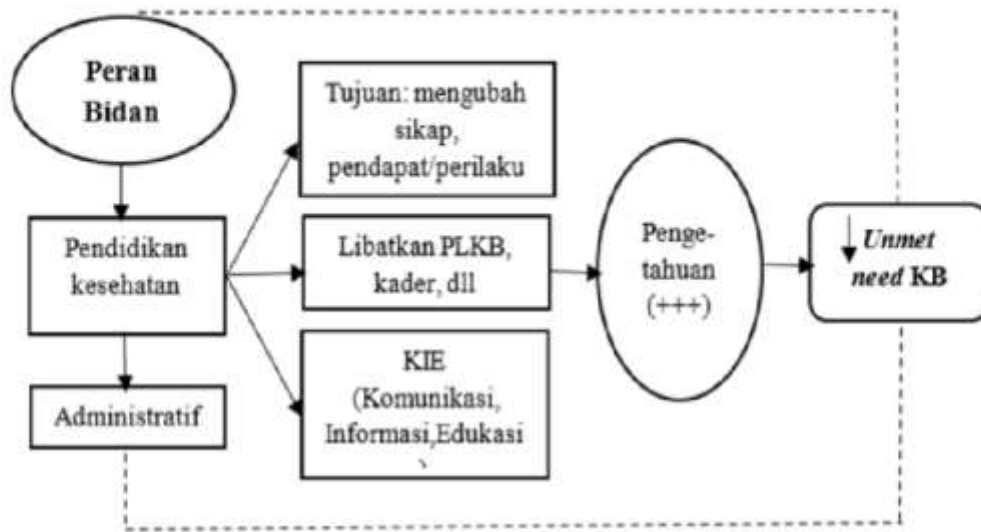 Peran
Bidan
Pendidikan
kesehatan
Administratif
Tujuan: mengubah
sikap,
pendapat/perilaku
Libatkan PLKB,
kader, dll
KIE
(Komunikasi,
Informasi,Edukasi
Penge-
tahuan
(+++)
↓ Unmet
need KB